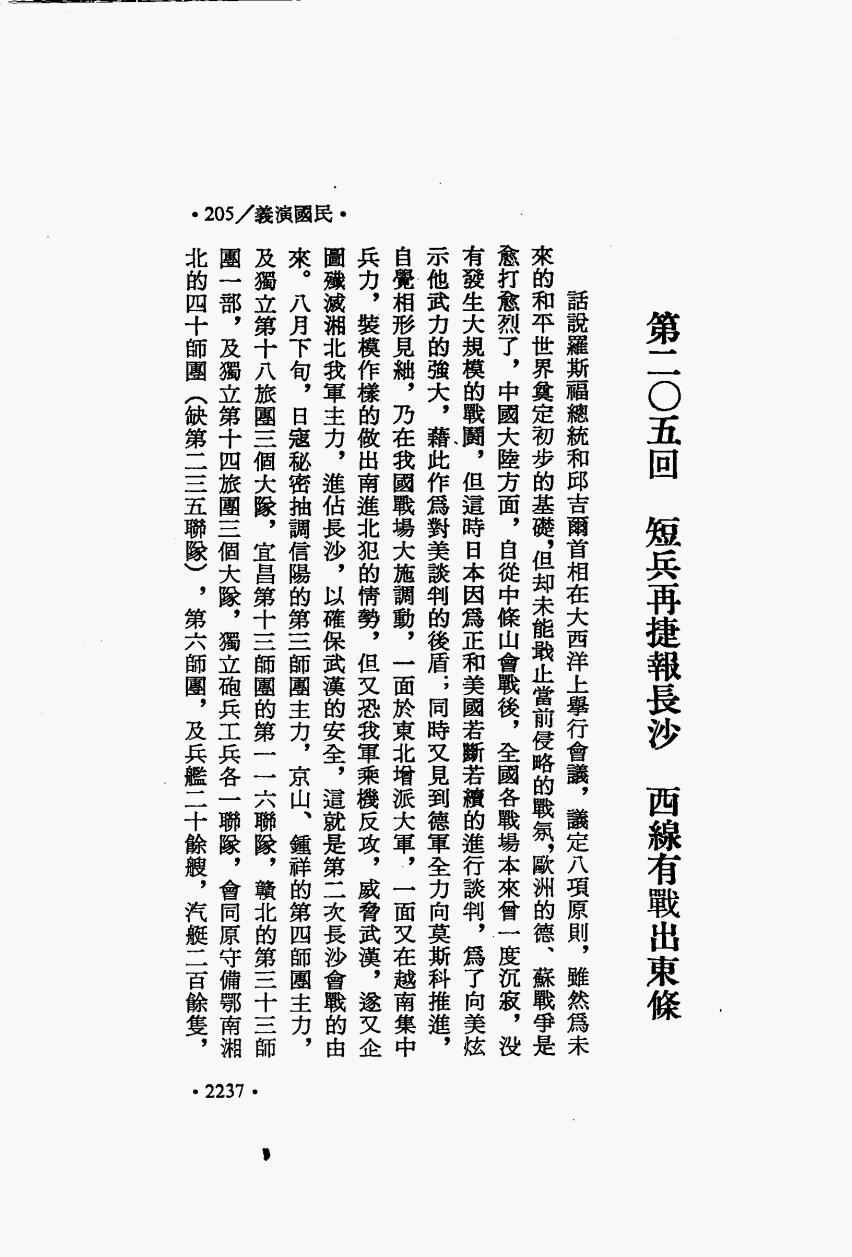 第二〇五回　短兵再捷報長沙　西線有戰出東條
話說羅斯福總統和邱吉爾首相在大西洋上舉行會議，議定八項原則，雖然爲未
來的和平世界奠定初步的基礎，但却未能戢止當前侵略的戰氛，歐洲的德、蘇戰爭是
愈打愈烈了，中國大陸方面，自從中條山會戰後，全國各戰場本來曾一度沉寂，沒
有發生大規模的戰鬪，但這時日本因爲正和美國若斷若續的進行談判，爲了向美炫
示他武力的強大，藉此作爲對美談判的後盾；同時又見到德軍全力向莫斯科推進，
自覺相形見絀，乃在我國戰場大施調動，一面於東北增派大軍，一面又在越南集中
兵力，裝模作樣的做出南進北犯的情勢，但又恐我軍乘機反攻，威脅武漢，遂又企
圖殲滅湘北我軍主力，進佔長沙，以確保武漢的安全，這就是第二次長沙會戰的由
來。八月下旬，日寇秘密抽調信陽的第三師團主力，京山、鍾祥的第四師團主力，
及獨立第十八旅團三個大隊，宜昌第十三師團的第一一六聯隊，贛北的第三十三師
團一部，及獨立第十四旅團三個大隊，獨立砲兵工兵各一聯隊，會同原守備鄂南湘
北的四十師團（缺第二三五聯隊），第六師團，及兵艦二十餘艘，汽艇二百餘隻，
•205／義演國民•
•2237•